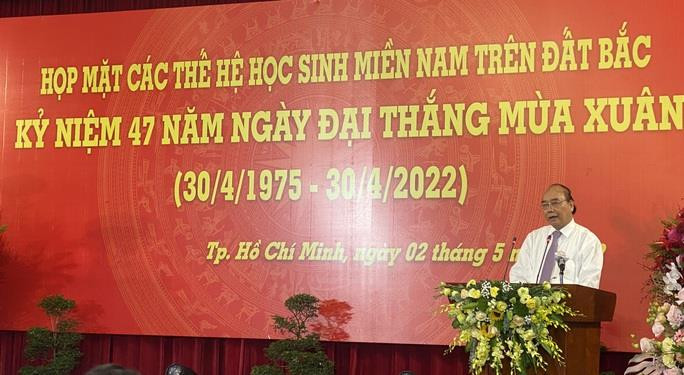 HỌP MẶT CÁC THẾ HỆ HỌC SINH MIỀN NAM TRÊN ĐẤT BẮC
KỶ NIỆM 47 NĂM NGÀY ĐẠI THẮNG MÙA XUÂN
(30/4/1975 - 30/4/2022)
Tp. Hồ Chí Minh, ngày 02 tháng 5